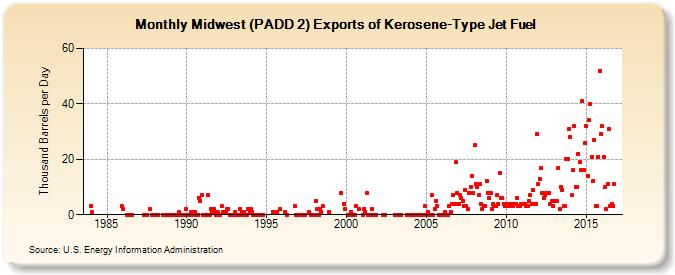 Monthly Midwest (PADD 2) Exports of Kerosene-Type Jet Fuel
Thousand Barrels per Day
60
40
20
0
1985 1990 1995 2000 2005 2010 2015
Source: U.S. Energy Information Administration